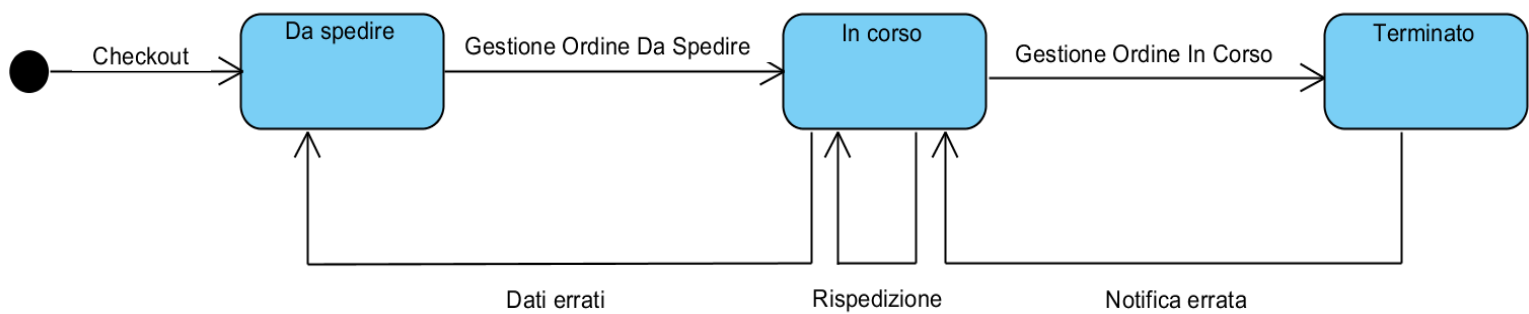 Checkout
Da spedire
Gestione Ordine Da Spedire
In corso
Gestione Ordine In Corso
Terminato
Dati errati
Rispedizione
Notifica errata